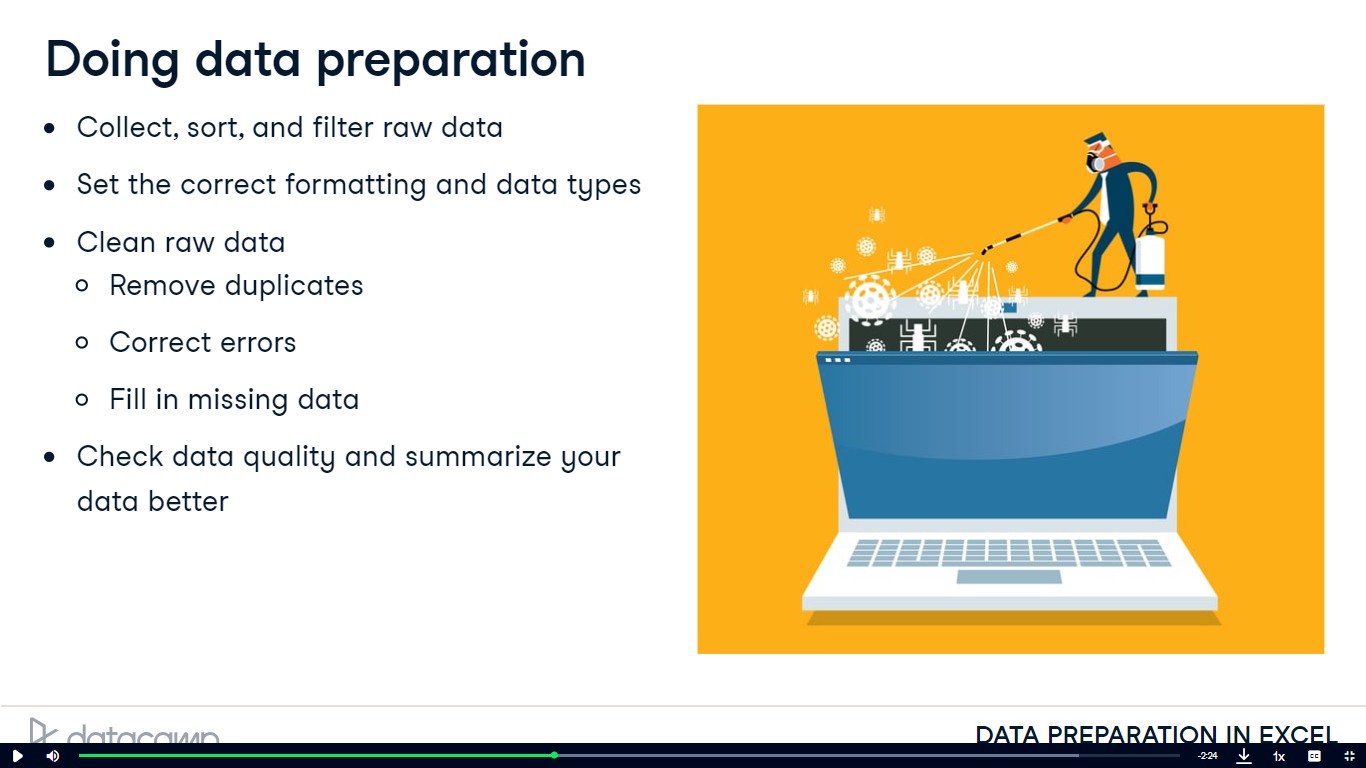 Doing data preparation
Collect, sort, and filter raw data
Set the correct formatting and data types
Clean raw data
Remove duplicates
Correct errors
Fill in missing data
Check data quality and summarize your
data better
datacamp
DATA PREPARATION IN EXCEL
-2:24
1x
CC